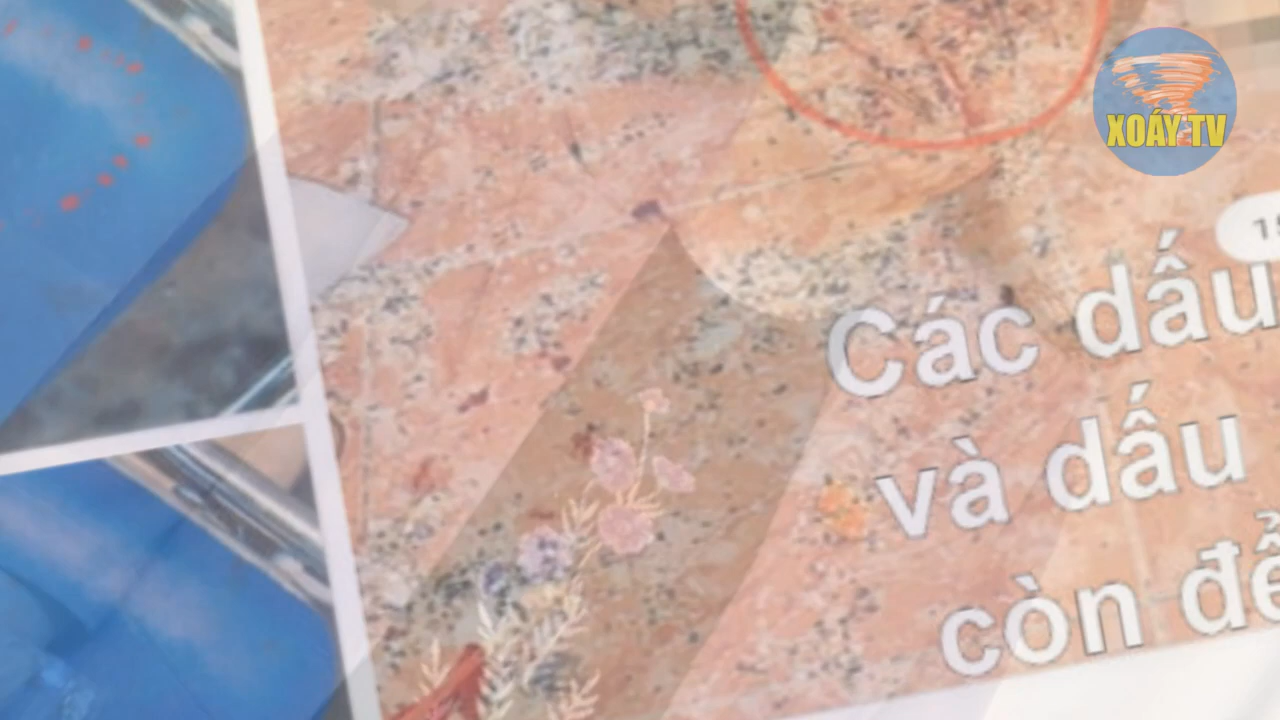 XOÁY TV
Các dấu
và dấu
còn để